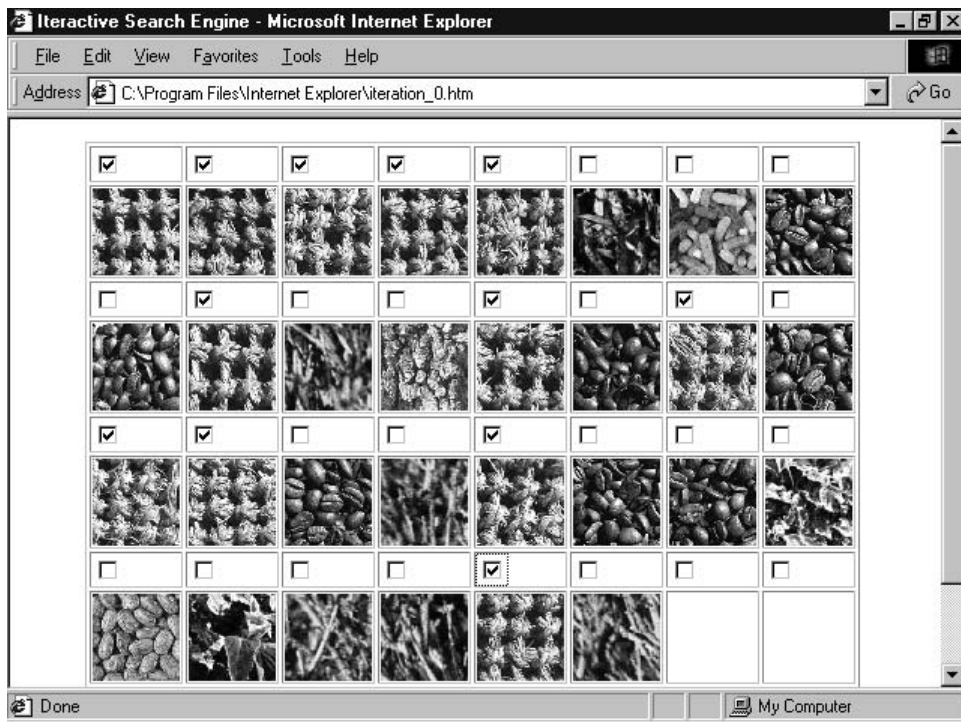 Iteractive Search Engine - Microsoft Internet Explorer
File Edit View Favorites Tools Help
Address C:\Program Files\Internet Explorer\iteration_0.htm Go
Done My Computer